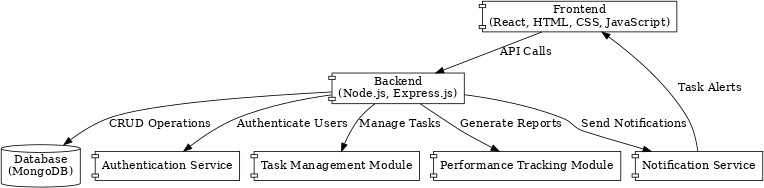 Frontend
(React, HTML, CSS, JavaScript)
API Calls
Task Alerts
Backend
(Node.js, Express.js)
CRUD Operations
Authenticate Users
Manage Tasks
Generate Reports
Send Notifications
Database
(MongoDB)
Authentication Service
Task Management Module
Performance Tracking Module
Notification Service